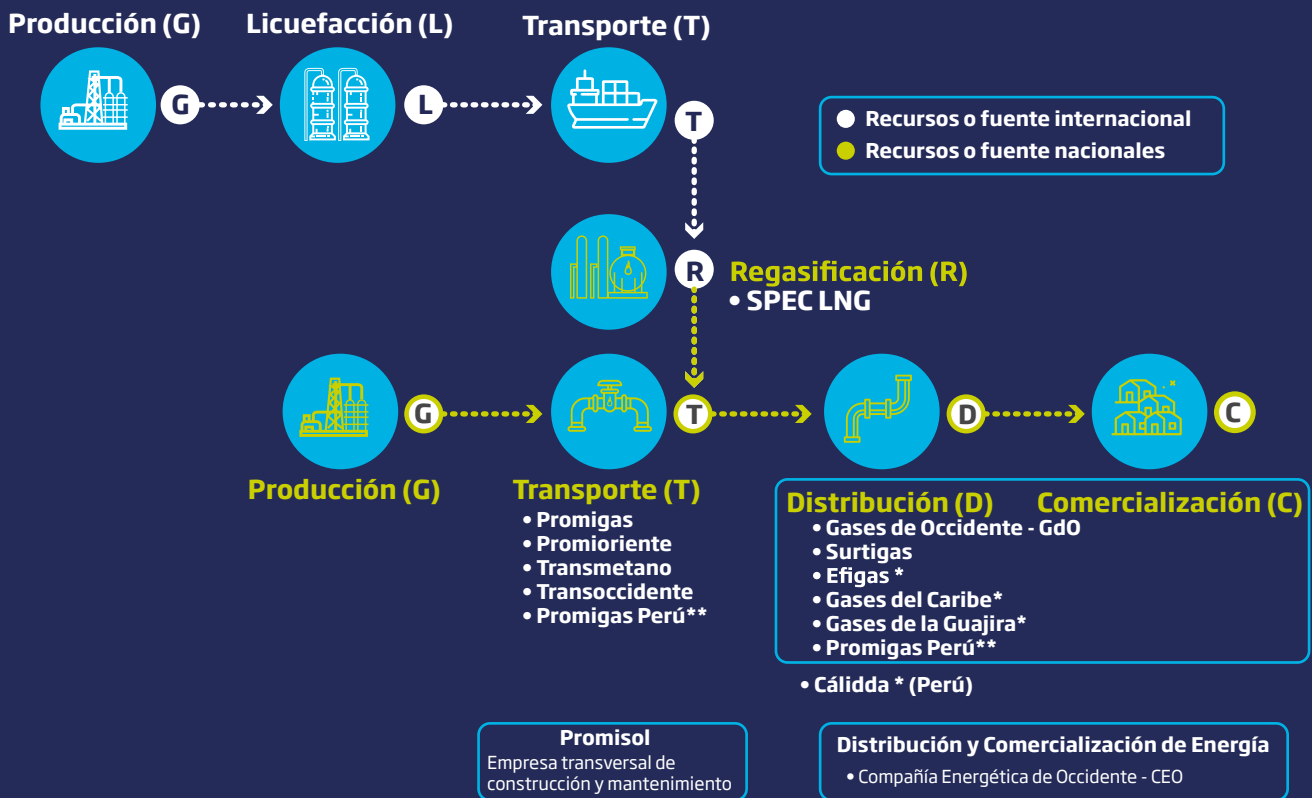 Producción (G)
Licuefacción (L)
Transporte (T)
G
L
T
Recursos o fuente internacional
Recursos o fuente nacionales
R
Regasificación (R)
• SPEC LNG
G
T
D
C
Producción (G)
Transporte (T)
• Promigas
• Promioriente
• Transmetano
• Transoccidente
• Promigas Perú**
Distribución (D)
Comercialización (C)
• Gases de Occidente - GdO
• Surtigas
• Efigas *
• Gases del Caribe*
• Gases de la Guajira*
• Promigas Perú**
• Cálidda * (Perú)
Promisol
Empresa transversal de
construcción y mantenimiento
Distribución y Comercialización de Energía
• Compañía Energética de Occidente - CEO